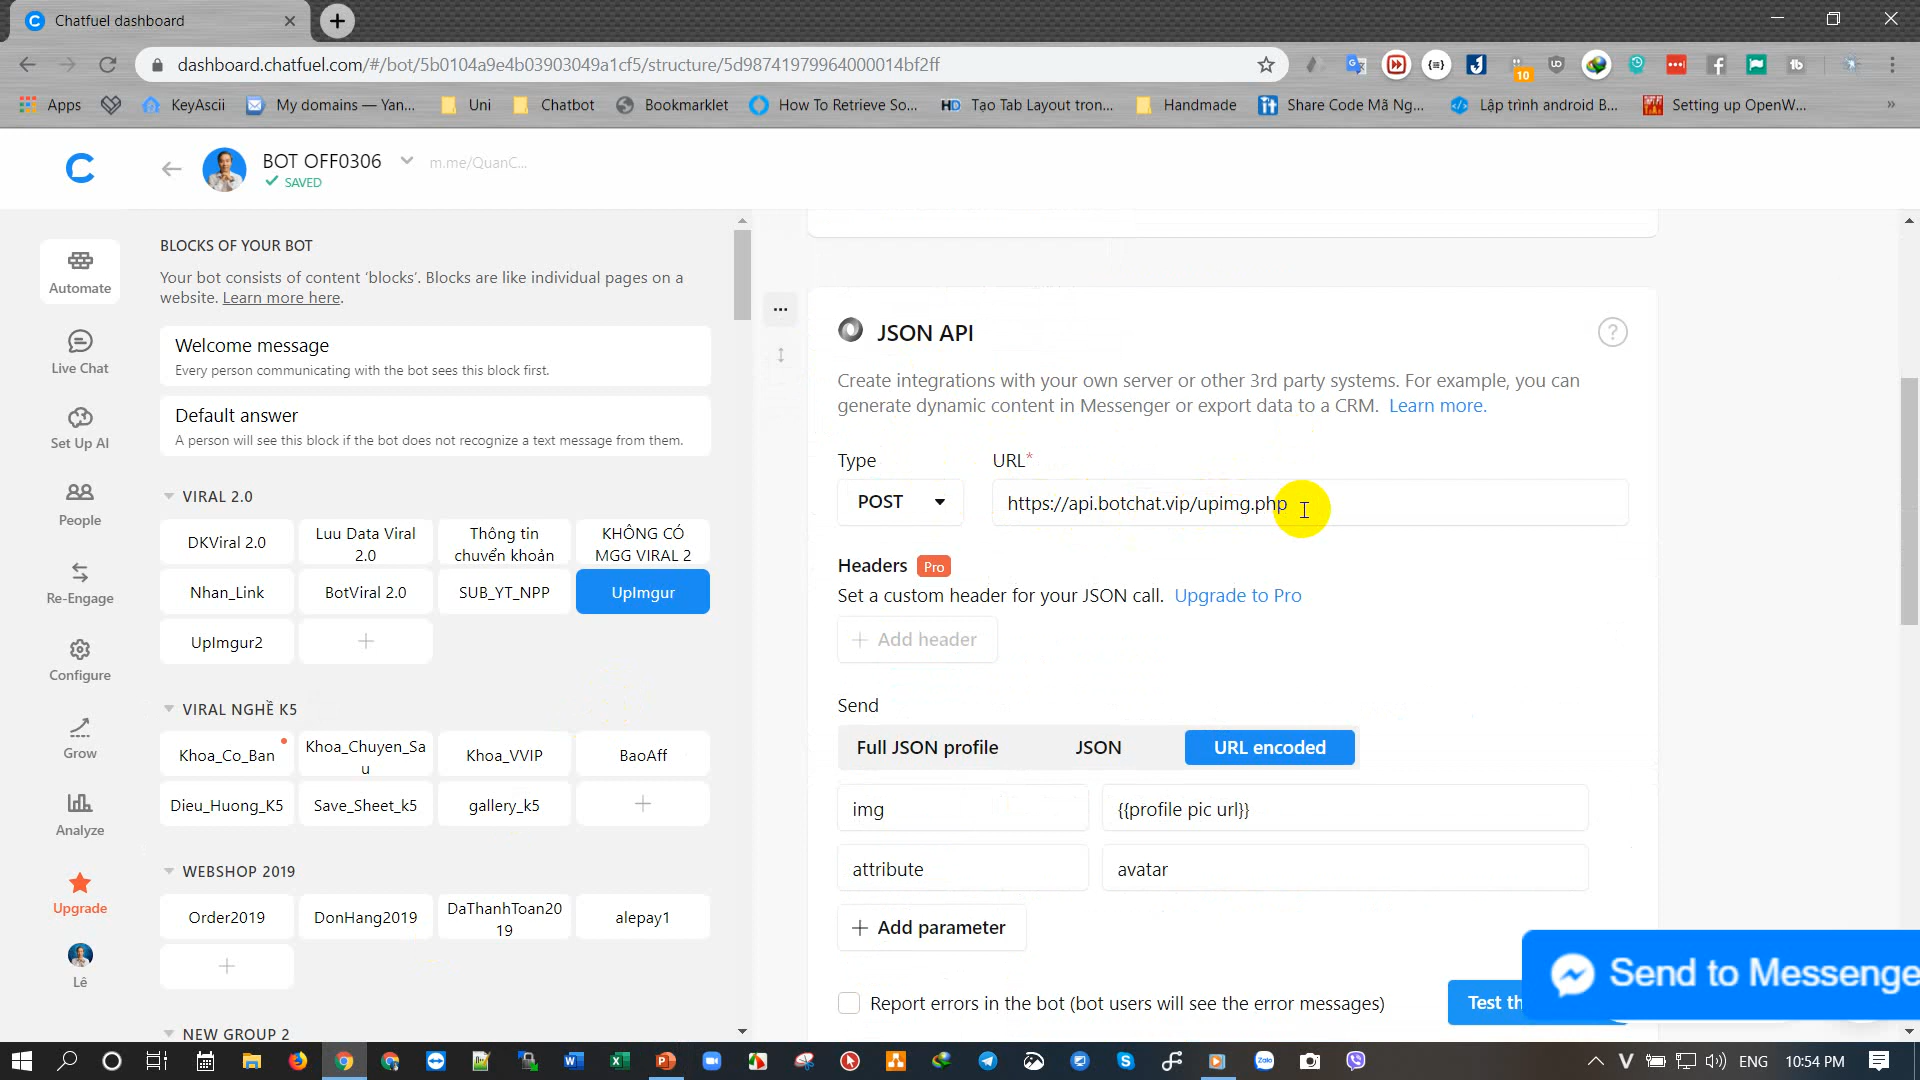 Chatfuel dashboard
dashboard.chatfuel.com/#/bot/5b0104a9e4b03903049a1cf5/structure/5d98741979964000014bf2ff
10
Apps
KeyAscii
My domains — Yan...
Uni
Chatbot
Bookmarklet
How To Retrieve So...
HD Tạo Tab Layout tron...
Handmade
Share Code Mã Ng...
Lập trình android B...
Setting up OpenW...
BOT OFF0306
m.me/QuanC...
SAVED
Automate
Live Chat
Set Up AI
People
Re-Engage
Configure
Grow
Analyze
Upgrade
Lê
BLOCKS OF YOUR BOT
Your bot consists of content ‘blocks’. Blocks are like individual pages on a
website. Learn more here.
Welcome message
Every person communicating with the bot sees this block first.
Default answer
A person will see this block if the bot does not recognize a text message from them.
VIRAL 2.0
DKViral 2.0
Luu Data Viral
2.0
Thông tin
chuyển khoản
KHÔNG CÓ
MGG VIRAL 2
Nhan_Link
BotViral 2.0
SUB_YT_NPP
UpImgur
UpImgur2
VIRAL NGHỀ K5
Khoa_Co_Ban
Khoa_Chuyen_Sa
u
Khoa_VVIP
BaoAff
Dieu_Huong_K5
Save_Sheet_k5
gallery_k5
WEBSHOP 2019
Order2019
DonHang2019
DaThanhToan20
19
alepay1
NEW GROUP 2
JSON API
?
Create integrations with your own server or other 3rd party systems. For example, you can
generate dynamic content in Messenger or export data to a CRM. Learn more.
Type
URL*
POST
https://api.botchat.vip/upimg.php
Headers
Pro
Set a custom header for your JSON call. Upgrade to Pro
+ Add header
Send
Full JSON profile
JSON
URL encoded
img
{{profile pic url}}
attribute
avatar
+ Add parameter
Report errors in the bot (bot users will see the error messages)
Test th
Send to Messenge
ENG
10:54 PM